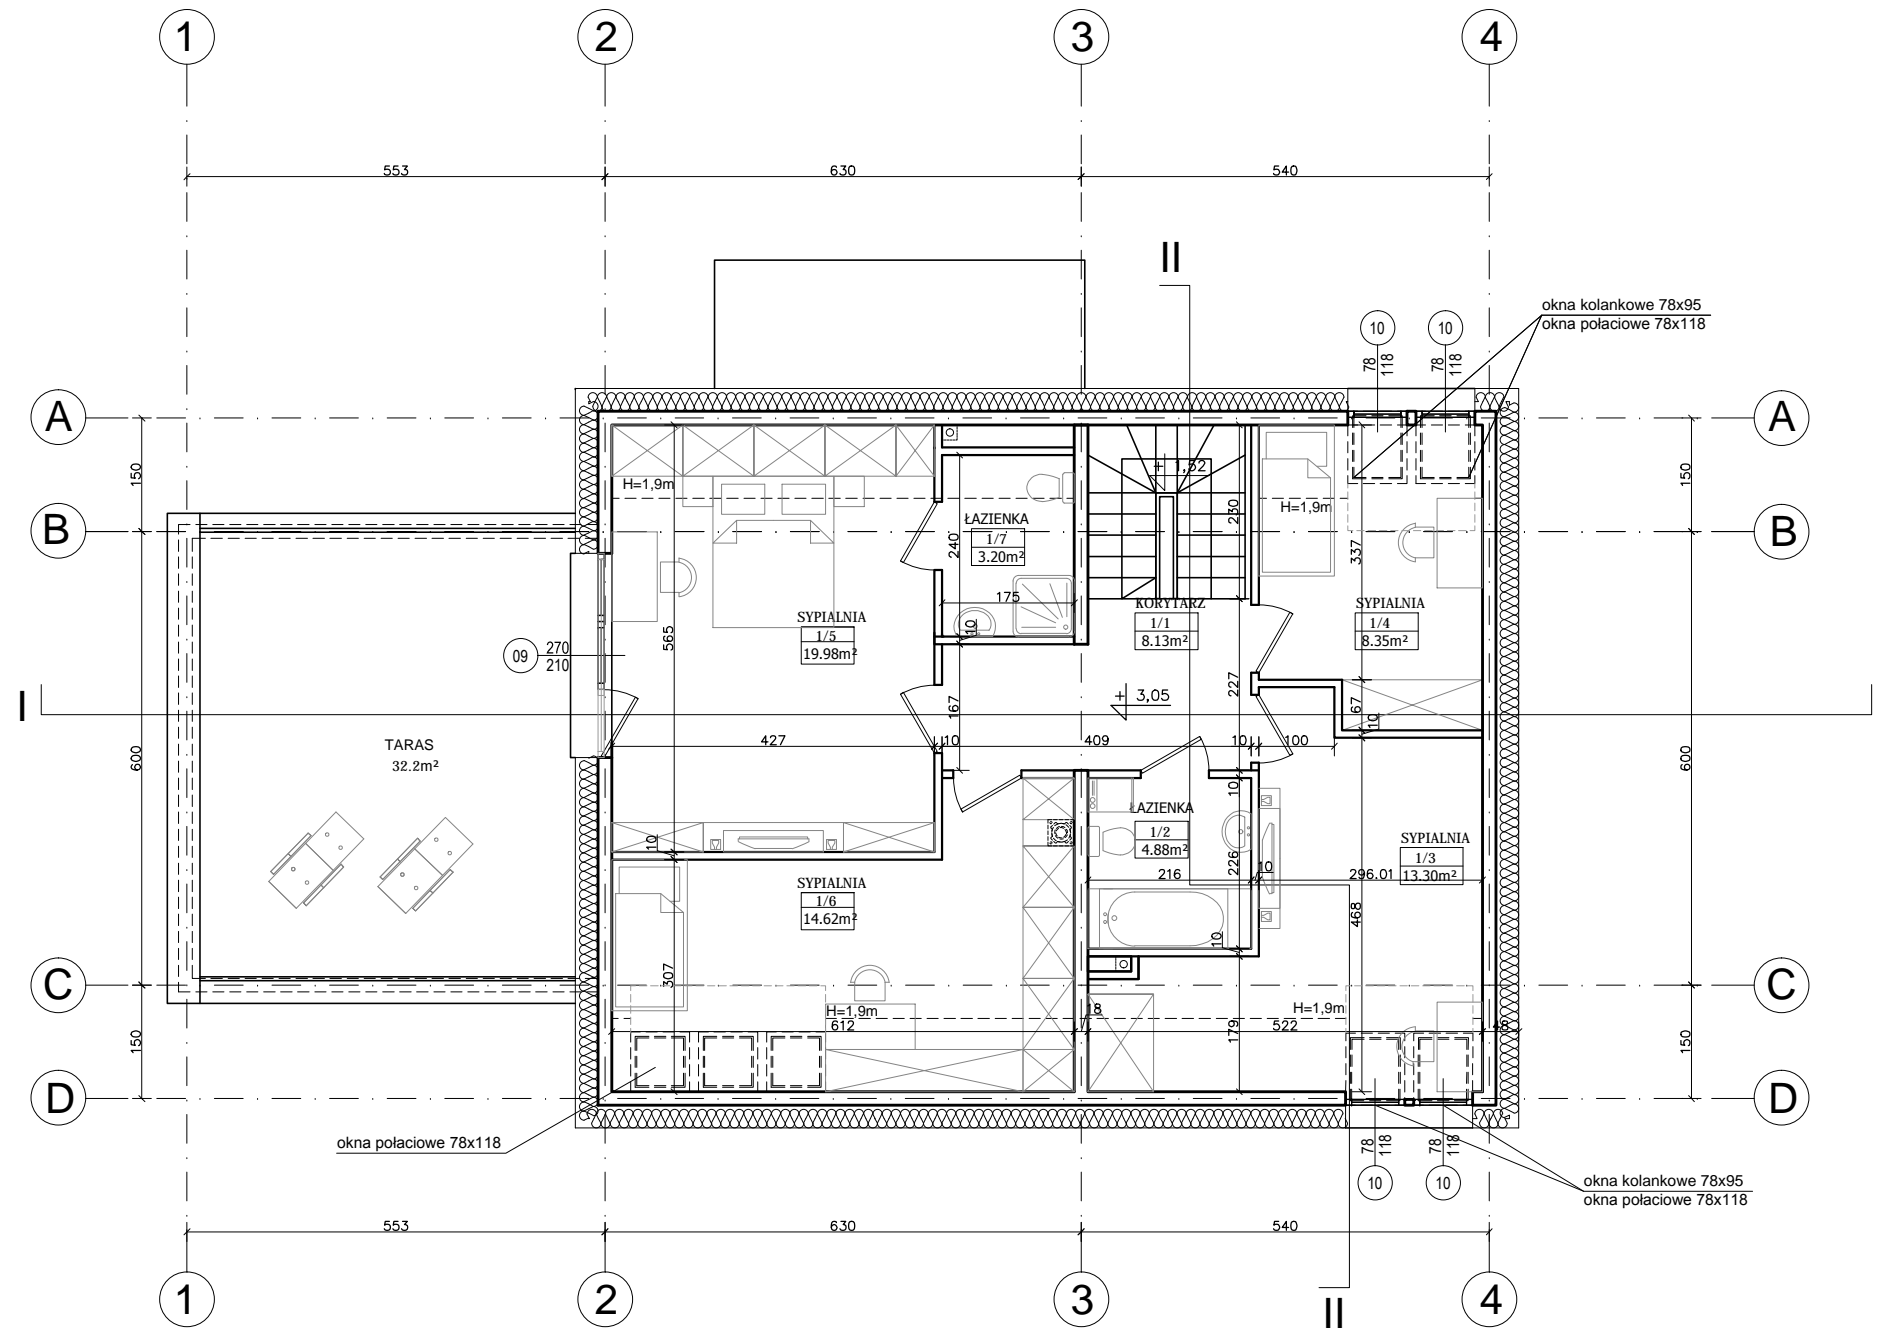 1
2
3
4
553
630
540
II
okna kolankowe 78x95
okna połaciowe 78x118
10
10
78
118
78
118
A
A
150
150
+ 1,52
H=1,9m
H=1,9m
230
B
B
ŁAZIENKA
1/7
3.20m²
240
337
175
KORYTARZ
1/1
8.13m²
SYPIALNIA
1/4
8.35m²
SYPIALNIA
1/5
19.98m²
10
565
09
270
210
227
167
67
10
I
+ 3,05
TARAS
32.2m²
427
10
409
10
100
600
600
10
10
ŁAZIENKA
1/2
4.88m²
SYPIALNIA
1/3
13.30m²
226
10
216
296.01
SYPIALNIA
1/6
14.62m²
468
10
307
C
C
H=1,9m
18
H=1,9m
612
522
48
179
150
150
D
D
okna połaciowe 78x118
78
118
78
118
10
10
okna kolankowe 78x95
okna połaciowe 78x118
553
630
540
1
2
3
II
4